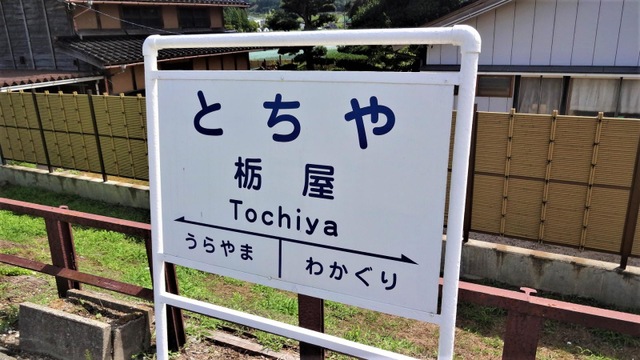 とちや
栃屋
Tochiya
うらやま わかぐり